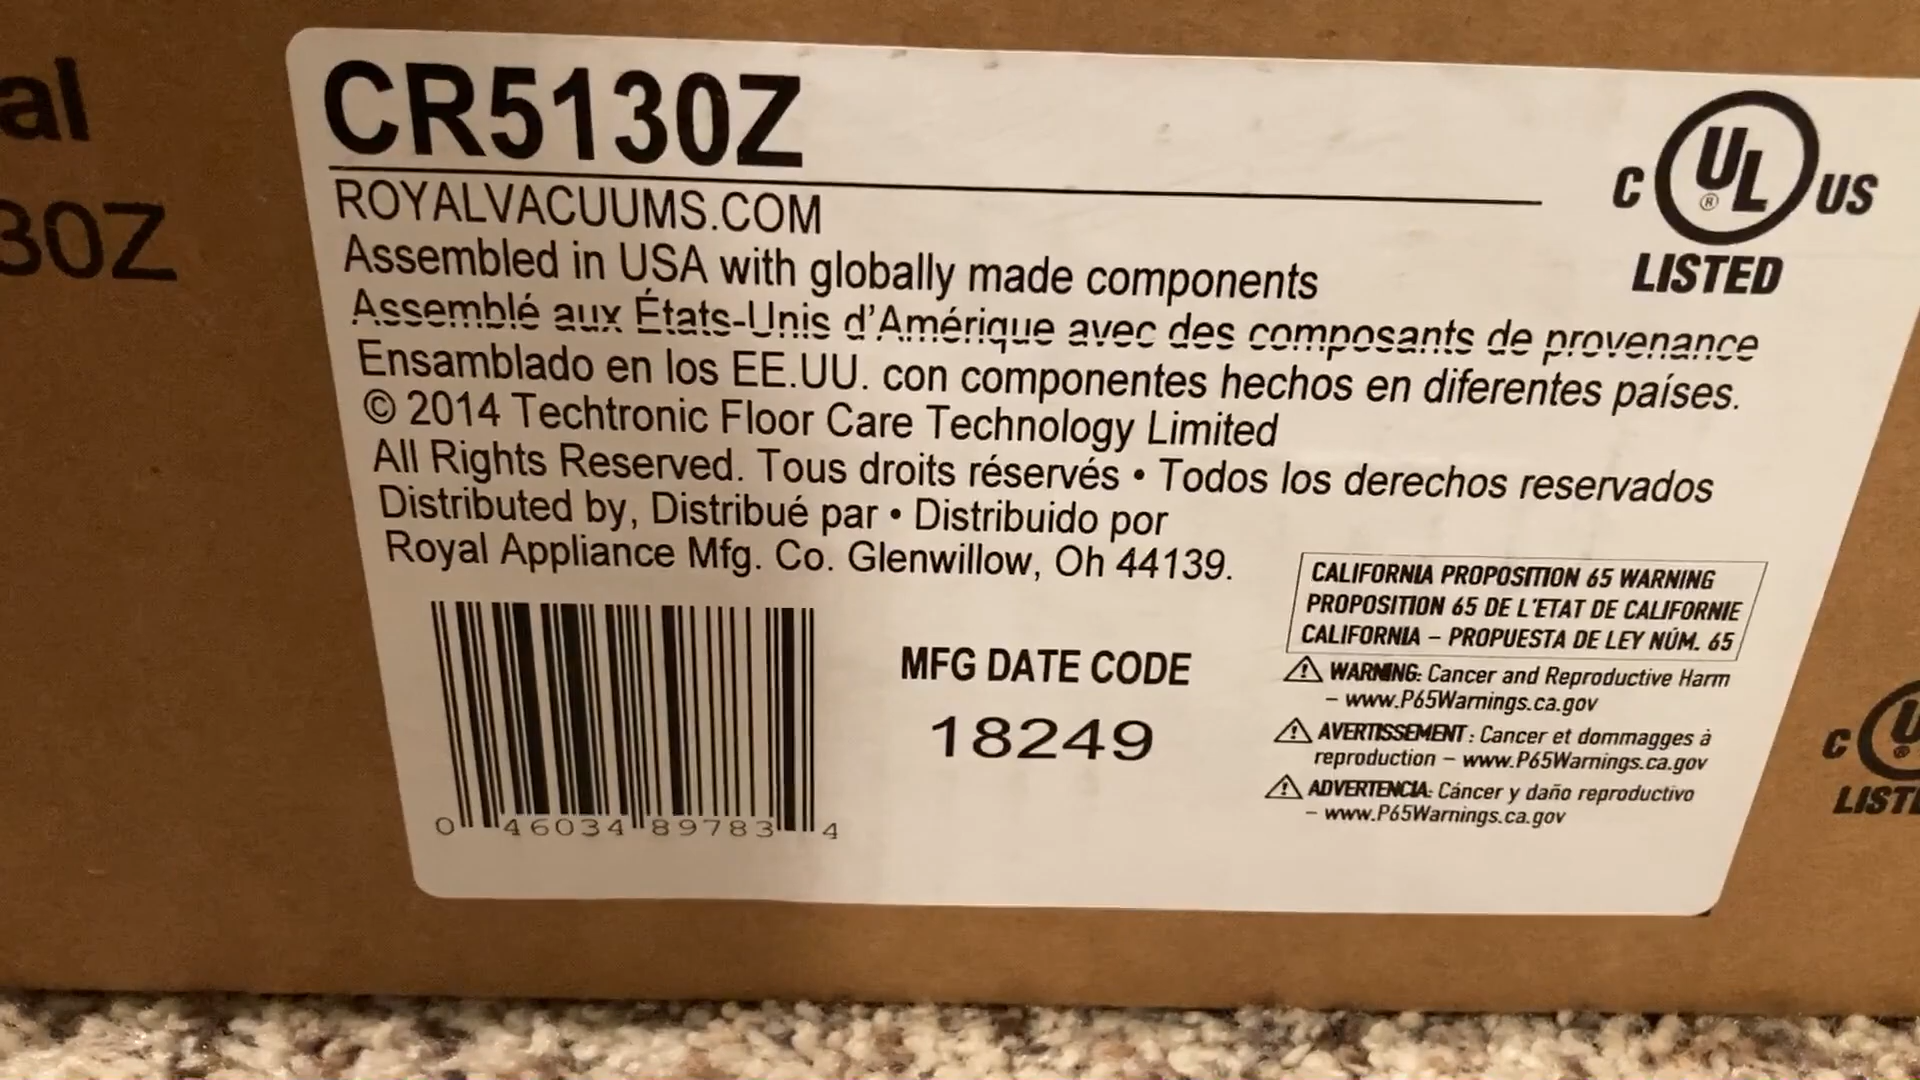 al
30Z
CR5130Z
ROYALVACUUMS.COM
Assembled in USA with globally made components
Assemblé aux États-Unis d'Amérique avec des composants de provenance
Ensamblado en los EE.UU. con componentes hechos en diferentes países.
© 2014 Techtronic Floor Care Technology Limited
All Rights Reserved. Tous droits réservés • Todos los derechos reservados
Distributed by, Distribué par • Distribuido por
Royal Appliance Mfg. Co. Glenwillow, Oh 44139.
C UL ® US
LISTED
0 46034 89783 4
MFG DATE CODE
18249
CALIFORNIA PROPOSITION 65 WARNING
PROPOSITION 65 DE L'ETAT DE CALIFORNIE
CALIFORNIA – PROPUESTA DE LEY NÚM. 65
⚠ WARNING: Cancer and Reproductive Harm
– www.P65Warnings.ca.gov
⚠ AVERTISSEMENT : Cancer et dommagges à
reproduction – www.P65Warnings.ca.gov
⚠ ADVERTENCIA: Cáncer y daño reproductivo
– www.P65Warnings.ca.gov
C U ®
LISTE